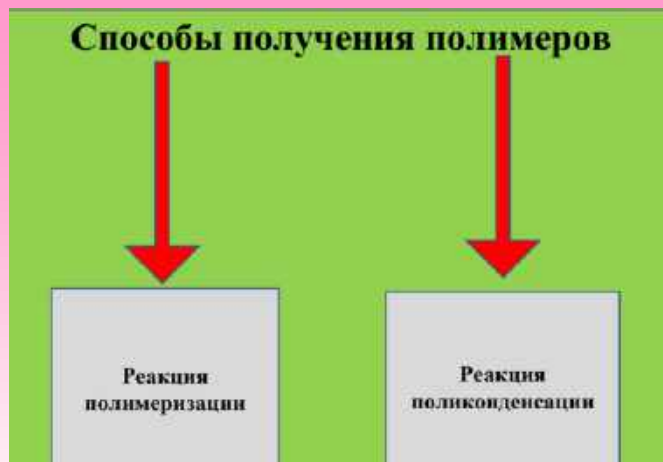 Способы получения полимеров
Реакция
полимеризации
Реакция
поликонденсации